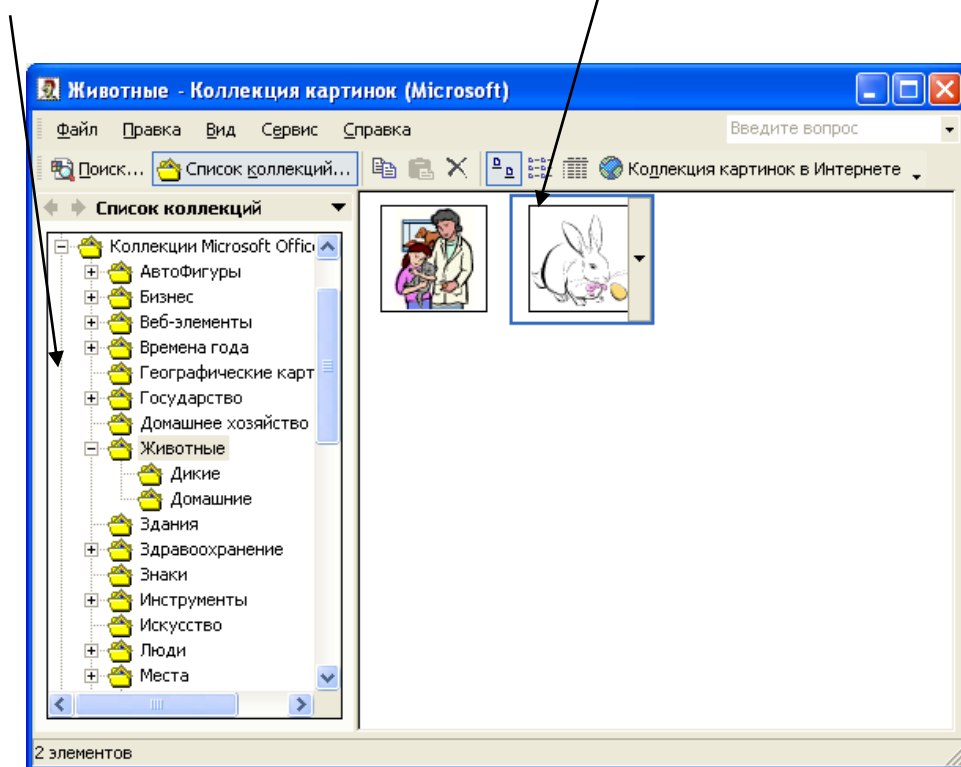 Животные - Коллекция картинок (Microsoft)
Файл Правка Вид Сервис Справка Введите вопрос
Поиск... Список коллекций... Коллекция картинок в Интернете
Список коллекций
Коллекции Microsoft Offic
АвтоФигуры
Бизнес
Веб-элементы
Времена года
Географические карт
Государство
Домашнее хозяйство
Животные
Дикие
Домашние
Здания
Здравоохранение
Знаки
Инструменты
Искусство
Люди
Места
2 элементов